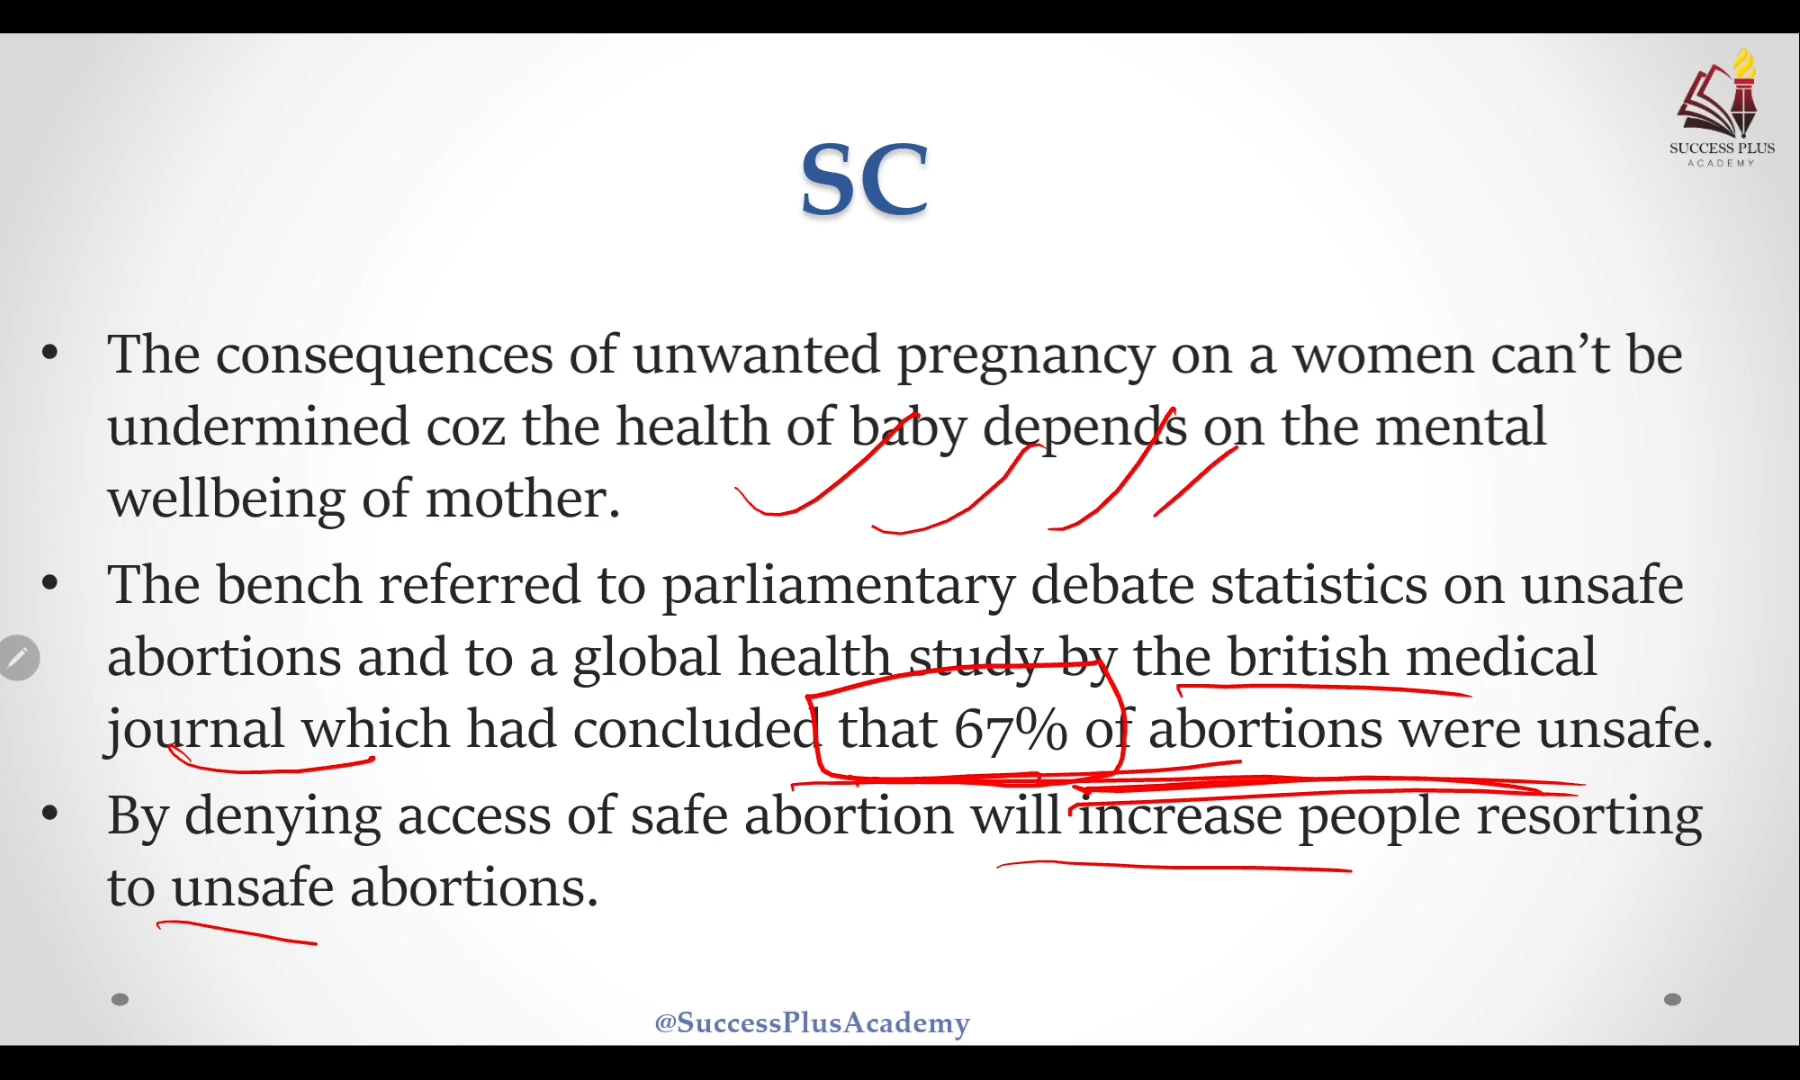 SUCCESS PLUS
ACADEMY
SC
• The consequences of unwanted pregnancy on a women can’t be
undermined coz the health of baby depends on the mental
wellbeing of mother.
• The bench referred to parliamentary debate statistics on unsafe
abortions and to a global health study by the british medical
journal which had concluded that 67% of abortions were unsafe.
• By denying access of safe abortion will increase people resorting
to unsafe abortions.
@SuccessPlusAcademy